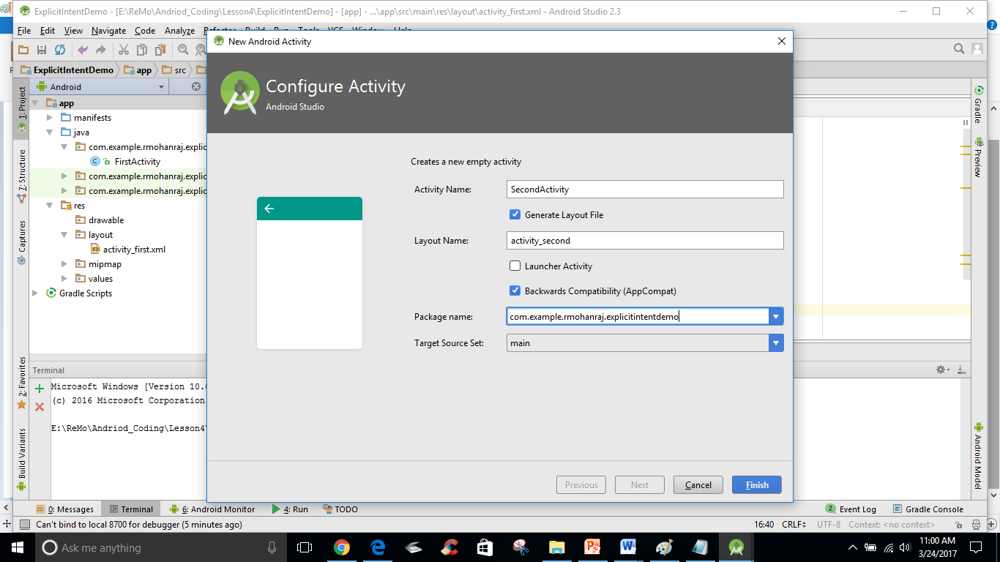 ExplicitIntentDemo - [E:\ReMo\Andriod_Coding\Lesson4\ExplicitIntentDemo] - [app] - ...\app\src\main\res\layout\activity_first.xml - Android Studio 2.3
File Edit View Navigate Code Analyze Refactor Build Run Tools VCS Window Help
New Android Activity
ExplicitIntentDemo app src
Configure Activity
Android Studio
Android
1: Project
7: Structure
Captures
2: Favorites
Build Variants
app
manifests
java
com.example.rmohanraj.explic
FirstActivity
com.example.rmohanraj.explic
com.example.rmohanraj.explic
res
drawable
layout
activity_first.xml
mipmap
values
Gradle Scripts
Creates a new empty activity
Activity Name: SecondActivity
Generate Layout File
Layout Name: activity_second
Launcher Activity
Backwards Compatibility (AppCompat)
Package name: com.example.rmohanraj.explicitintentdemo
Target Source Set: main
Previous Next Cancel Finish
Gradle
Preview
Android Model
Terminal
Microsoft Windows [Version 10.
(c) 2016 Microsoft Corporation
E:\ReMo\Andriod_Coding\Lesson4
0: Messages Terminal 6: Android Monitor 4: Run TODO 2 Event Log Gradle Console
Can't bind to local 8700 for debugger (5 minutes ago) 16:40 CRLF UTF-8 Context: <no context>
Ask me anything
11:00 AM
3/24/2017